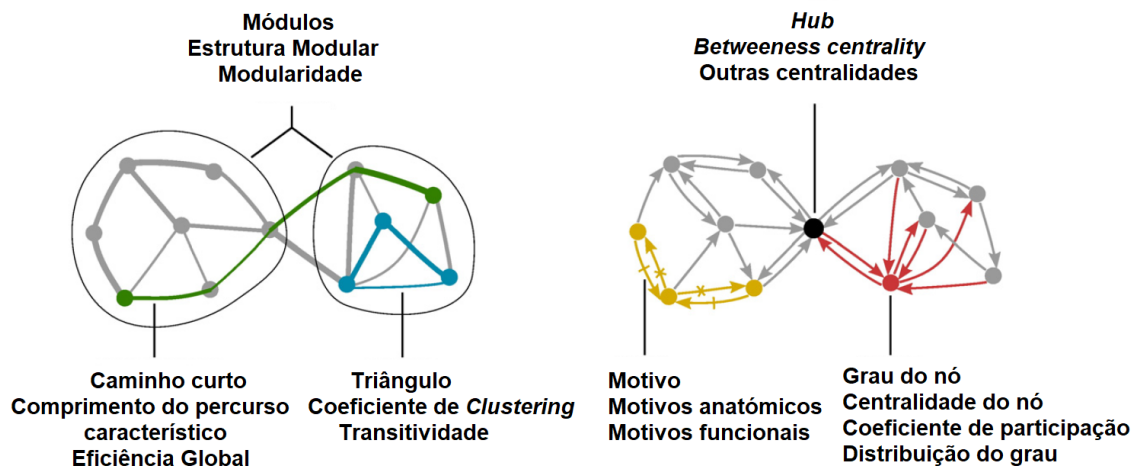 Módulos
Estrutura Modular
Modularidade
Hub
Betweeness centrality
Outras centralidades
Caminho curto
Comprimento do percurso
característico
Eficiência Global
Triângulo
Coeficiente de Clustering
Transitividade
Motivo
Motivos anatómicos
Motivos funcionais
Grau do nó
Centralidade do nó
Coeficiente de participação
Distribuição do grau